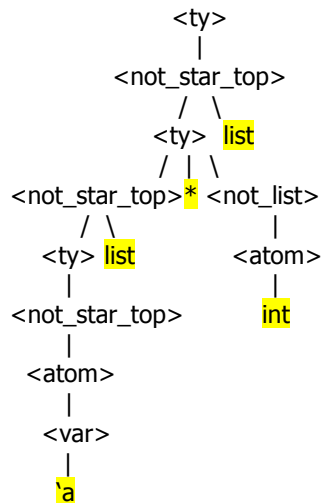 <ty>
|
<not_star_top>
/ \
<ty> list
/ | \
<not_star_top> * <not_list>
/ \ |
<ty> list <atom>
| |
<not_star_top> int
|
<atom>
|
<var>
|
‘a